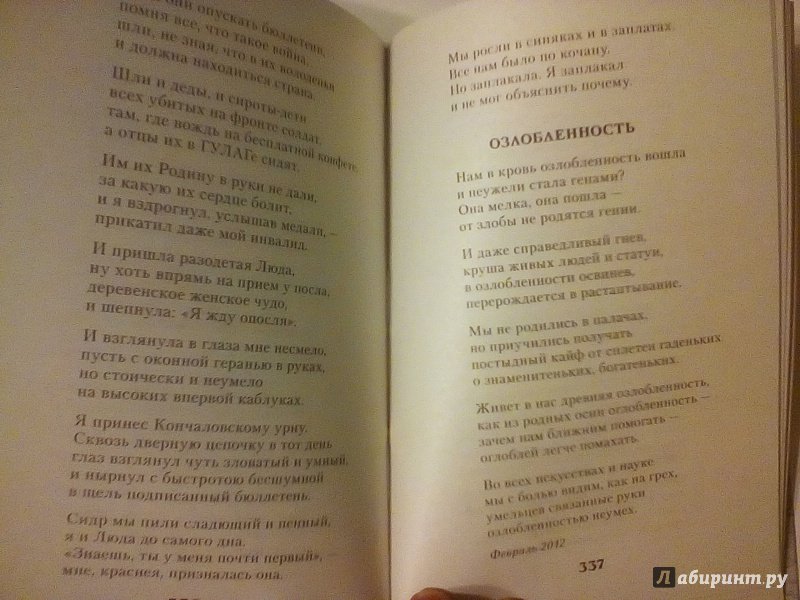 они опускать бюллетени,
помня все, что такое война,
шли, не зная, что в их колоденки
и должна находиться страна.
Шли и деды, и сироты-дети
всех убитых на фронте солдат,
там, где вождь на бесплатной конфете,
а отцы их в ГУЛАГе сидят.
Им их Родину в руки не дали,
за какую их сердце болит,
и я вздрогнул, услышав медали, –
прикатил даже мой инвалид.
И пришла разодетая Люда,
ну хоть впрямь на прием у посла,
деревенское женское чудо,
и шепнула: «Я жду опосля».
И взглянула в глаза мне несмело,
пусть с оконной геранью в руках,
но стоически и неумело
на высоких впервой каблуках.
Я принес Кончаловскому урну.
Сквозь дверную цепочку в тот день
глаз взглянул чуть зловатый и умный,
и нырнул с быстротою бесшумной
в щель подписанный бюллетень.
Сидр мы пили сладющий и пенный,
я и Люда до самого дна.
«Знаешь, ты у меня почти первый», –
мне, краснея, призналась она.
Мы росли в синяках и в заплатах.
Все нам было по кочану.
Но заплакала. Я заплакал.
и не мог объяснить почему.
ОЗЛОБЛЕННОСТЬ
Нам в кровь озлобленность вошла
и неужели стала генами?
Она мелка, она пошла –
от злобы не родятся гении.
И даже справедливый гнев,
круша живых людей и статуи,
в озлобленности освинев,
перерождается в растаптывание.
Мы не родились в палачах,
но приучились получать
постыдный кайф от сплетен гаденьких
о знаменитеньких, богатеньких.
Живет в нас древняя озлобленность,
как из родных осин оглобленность –
зачем нам ближним помогать –
оглоблей легче помахать.
Во всех искусствах и науке
мы с болью видим, как на грех,
умельцев связанные руки
озлобленностью неумех.
Февраль 2012
337
Лабиринт.ру